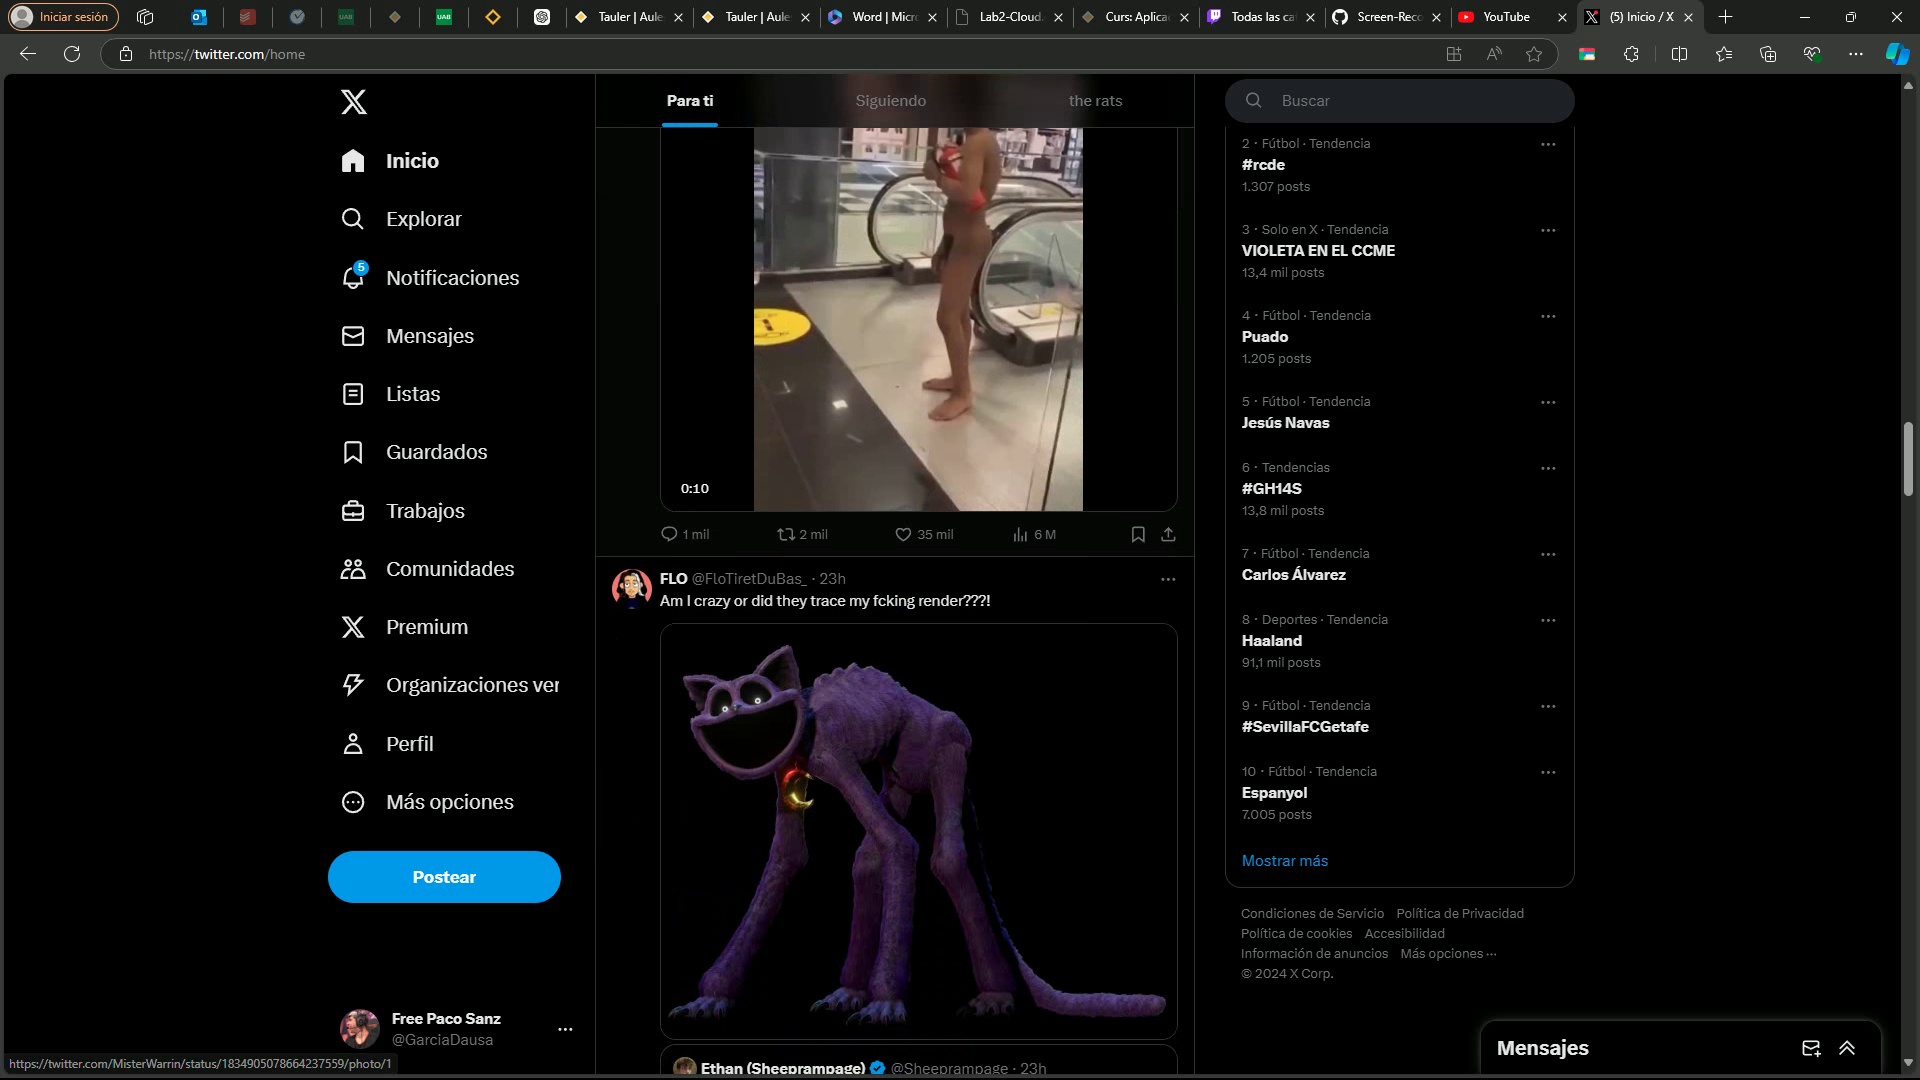 Iniciar sesión
Tauler | Aule
Tauler | Aule
Word | Micro
Lab2-Cloud
Curs: Aplica
Todas las ca
Screen-Reco
YouTube
(5) Inicio / X
https://twitter.com/home
Inicio
Explorar
5
Notificaciones
Mensajes
Listas
Guardados
Trabajos
Comunidades
Premium
Organizaciones ver
Perfil
Más opciones
Postear
Free Paco Sanz
@GarciaDausa
https://twitter.com/MisterWarrin/status/1834905078664237559/photo/1
Para ti
Siguiendo
the rats
0:10
1 mil
2 mil
35 mil
6 M
FLO @FloTiretDuBas_ · 23h
Am I crazy or did they trace my fcking render???!
Ethan (Sheeprampage) @Sheeprampage · 23h
Buscar
2 · Fútbol · Tendencia
#rcde
1.307 posts
3 · Solo en X · Tendencia
VIOLETA EN EL CCME
13,4 mil posts
4 · Fútbol · Tendencia
Puado
1.205 posts
5 · Fútbol · Tendencia
Jesús Navas
6 · Tendencias
#GH14S
13,8 mil posts
7 · Fútbol · Tendencia
Carlos Álvarez
8 · Deportes · Tendencia
Haaland
91,1 mil posts
9 · Fútbol · Tendencia
#SevillaFCGetafe
10 · Fútbol · Tendencia
Espanyol
7.005 posts
Mostrar más
Condiciones de Servicio Política de Privacidad
Política de cookies Accesibilidad
Información de anuncios Más opciones ···
© 2024 X Corp.
Mensajes